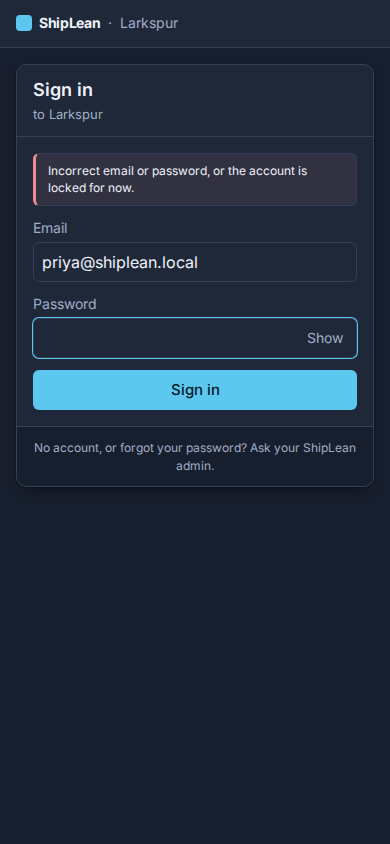 ShipLean · Larkspur
Sign in
to Larkspur
Incorrect email or password, or the account is
locked for now.
Email
priya@shiplean.local
Password
Show
Sign in
No account, or forgot your password? Ask your ShipLean
admin.